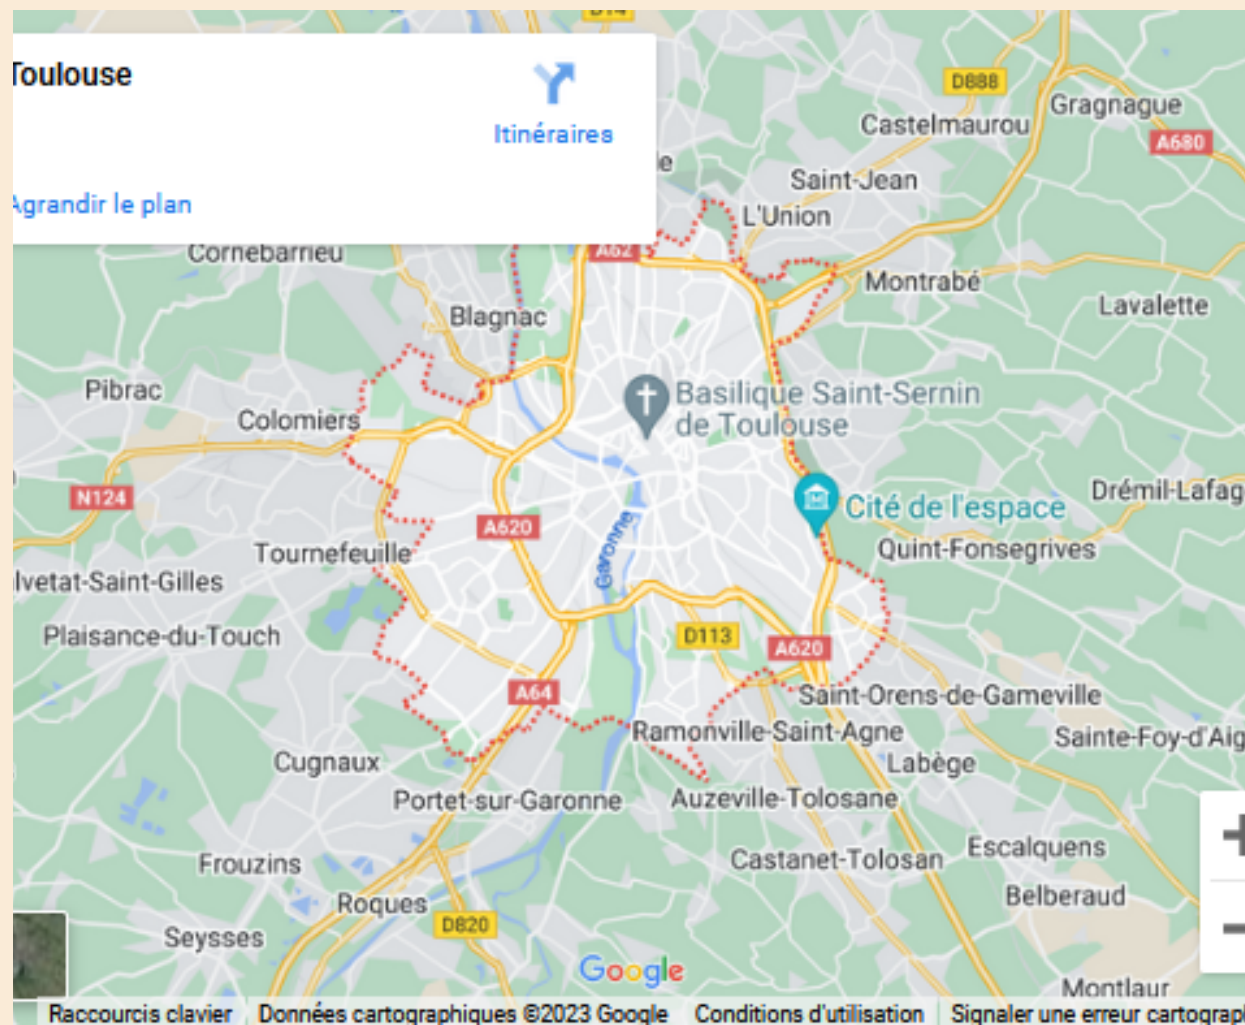 D14
Toulouse
Itinéraires
Agrandir le plan
D888
Gragnague
Castelmaurou
A680
Saint-Jean
L'Union
Cornebarrieu
A62
Montrabé
Lavalette
Blagnac
Pibrac
Basilique Saint-Sernin
de Toulouse
Colomiers
N124
Drémil-Lafag
Cité de l'espace
A620
Garonne
Tournefeuille
Quint-Fonsegrives
lvetat-Saint-Gilles
Plaisance-du-Touch
D113
A620
A64
Saint-Orens-de-Gameville
Ramonville-Saint-Agne
Sainte-Foy-d'Aig
Cugnaux
Labège
Portet-sur-Garonne
Auzeville-Tolosane
Frouzins
Castanet-Tolosan
Escalquens
Belberaud
Roques
D820
Seysses
Google
Montlaur
Raccourcis clavier
Données cartographiques ©2023 Google
Conditions d'utilisation
Signaler une erreur cartograph